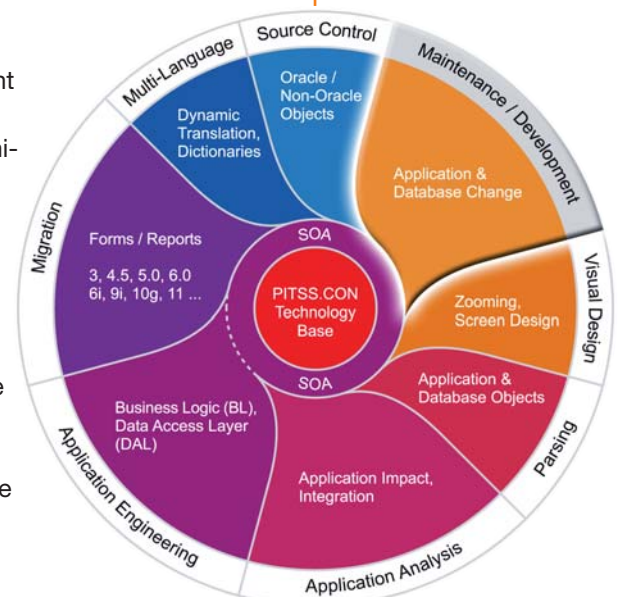 Source Control
Oracle /
Non-Oracle
Objects
Maintenance / Development
Application &
Database Change
Visual Design
Zooming,
Screen Design
Parsing
Application &
Database Objects
Application Analysis
Application Impact,
Integration
Application Engineering
Business Logic (BL),
Data Access Layer
(DAL)
Migration
Forms / Reports
3, 4.5, 5.0, 6.0
6i, 9i, 10g, 11 ...
Multi-Language
Dynamic
Translation,
Dictionaries
SOA
PITSS.CON
Technology
Base
SOA